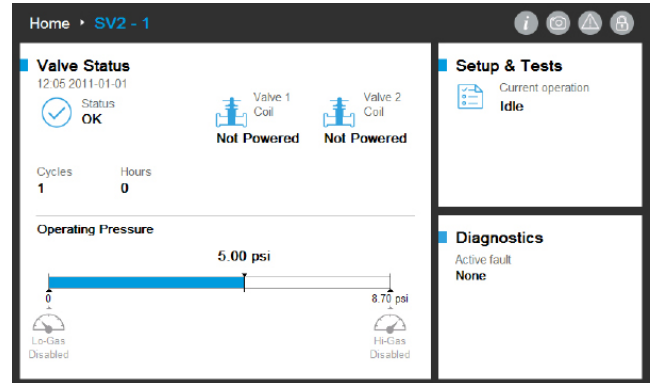 Home ‣ SV2 - 1
Valve Status
12:05 2011-01-01
Status
OK
Valve 1
Coil
Not Powered
Valve 2
Coil
Not Powered
Cycles
1
Hours
0
Operating Pressure
5.00 psi
0
8.70 psi
Lo-Gas
Disabled
Hi-Gas
Disabled
Setup & Tests
Current operation
Idle
Diagnostics
Active fault
None